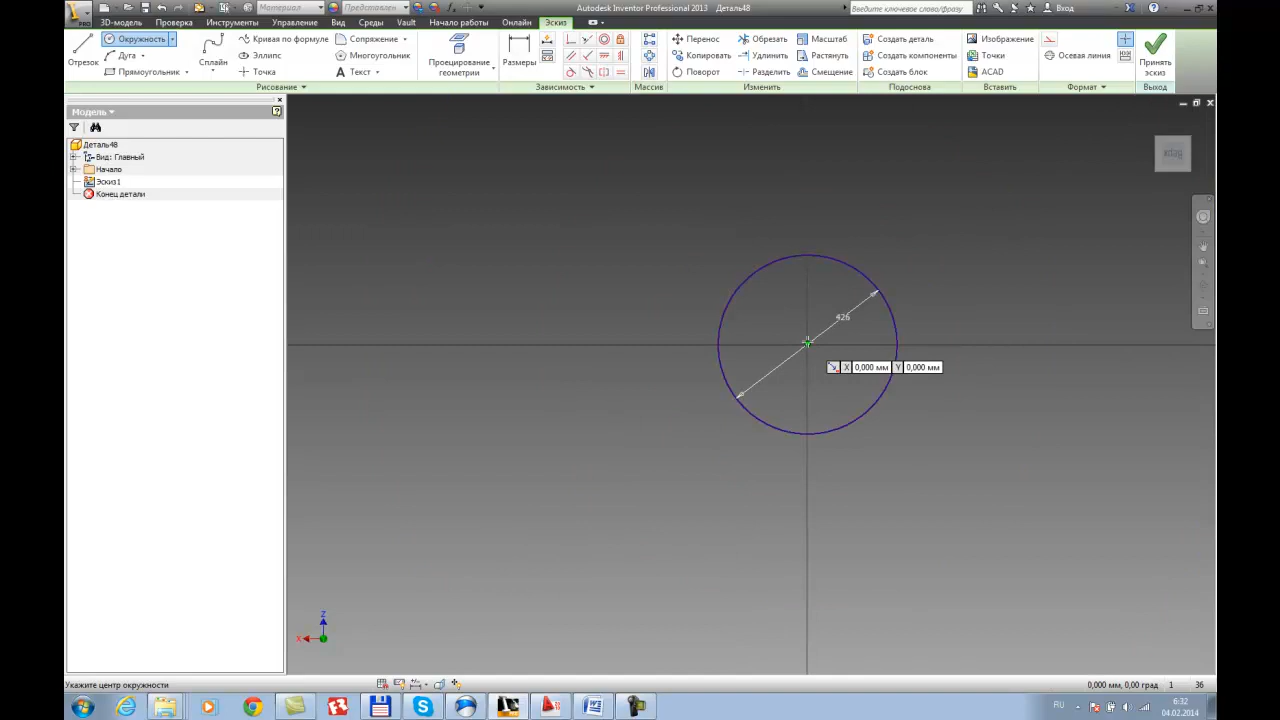 Материал
Представлен
Autodesk Inventor Professional 2013 Деталь48
Введите ключевое слово/фразу
Вход
PRO
3D-модель
Проверка
Инструменты
Управление
Вид
Среды
Vault
Начало работы
Онлайн
Эскиз
Отрезок
Окружность
Дуга
Прямоугольник
Сплайн
Кривая по формуле
Эллипс
Точка
Сопряжение
Многоугольник
Текст
Проецирование геометрии
Размеры
Перенос
Копировать
Поворот
Обрезать
Удлинить
Разделить
Масштаб
Растянуть
Смещение
Создать деталь
Создать компоненты
Создать блок
Изображение
Точки
ACAD
Осевая линия
Принять эскиз
Рисование
Зависимость
Массив
Изменить
Подоснова
Вставить
Формат
Выход
Модель
Деталь48
Вид: Главный
Начало
Эскиз1
Конец детали
426
X 0,000 мм Y 0,000 мм
Z
X
Укажите центр окружности
0,000 мм, 0,00 град
1
36
RU
6:32
04.02.2014